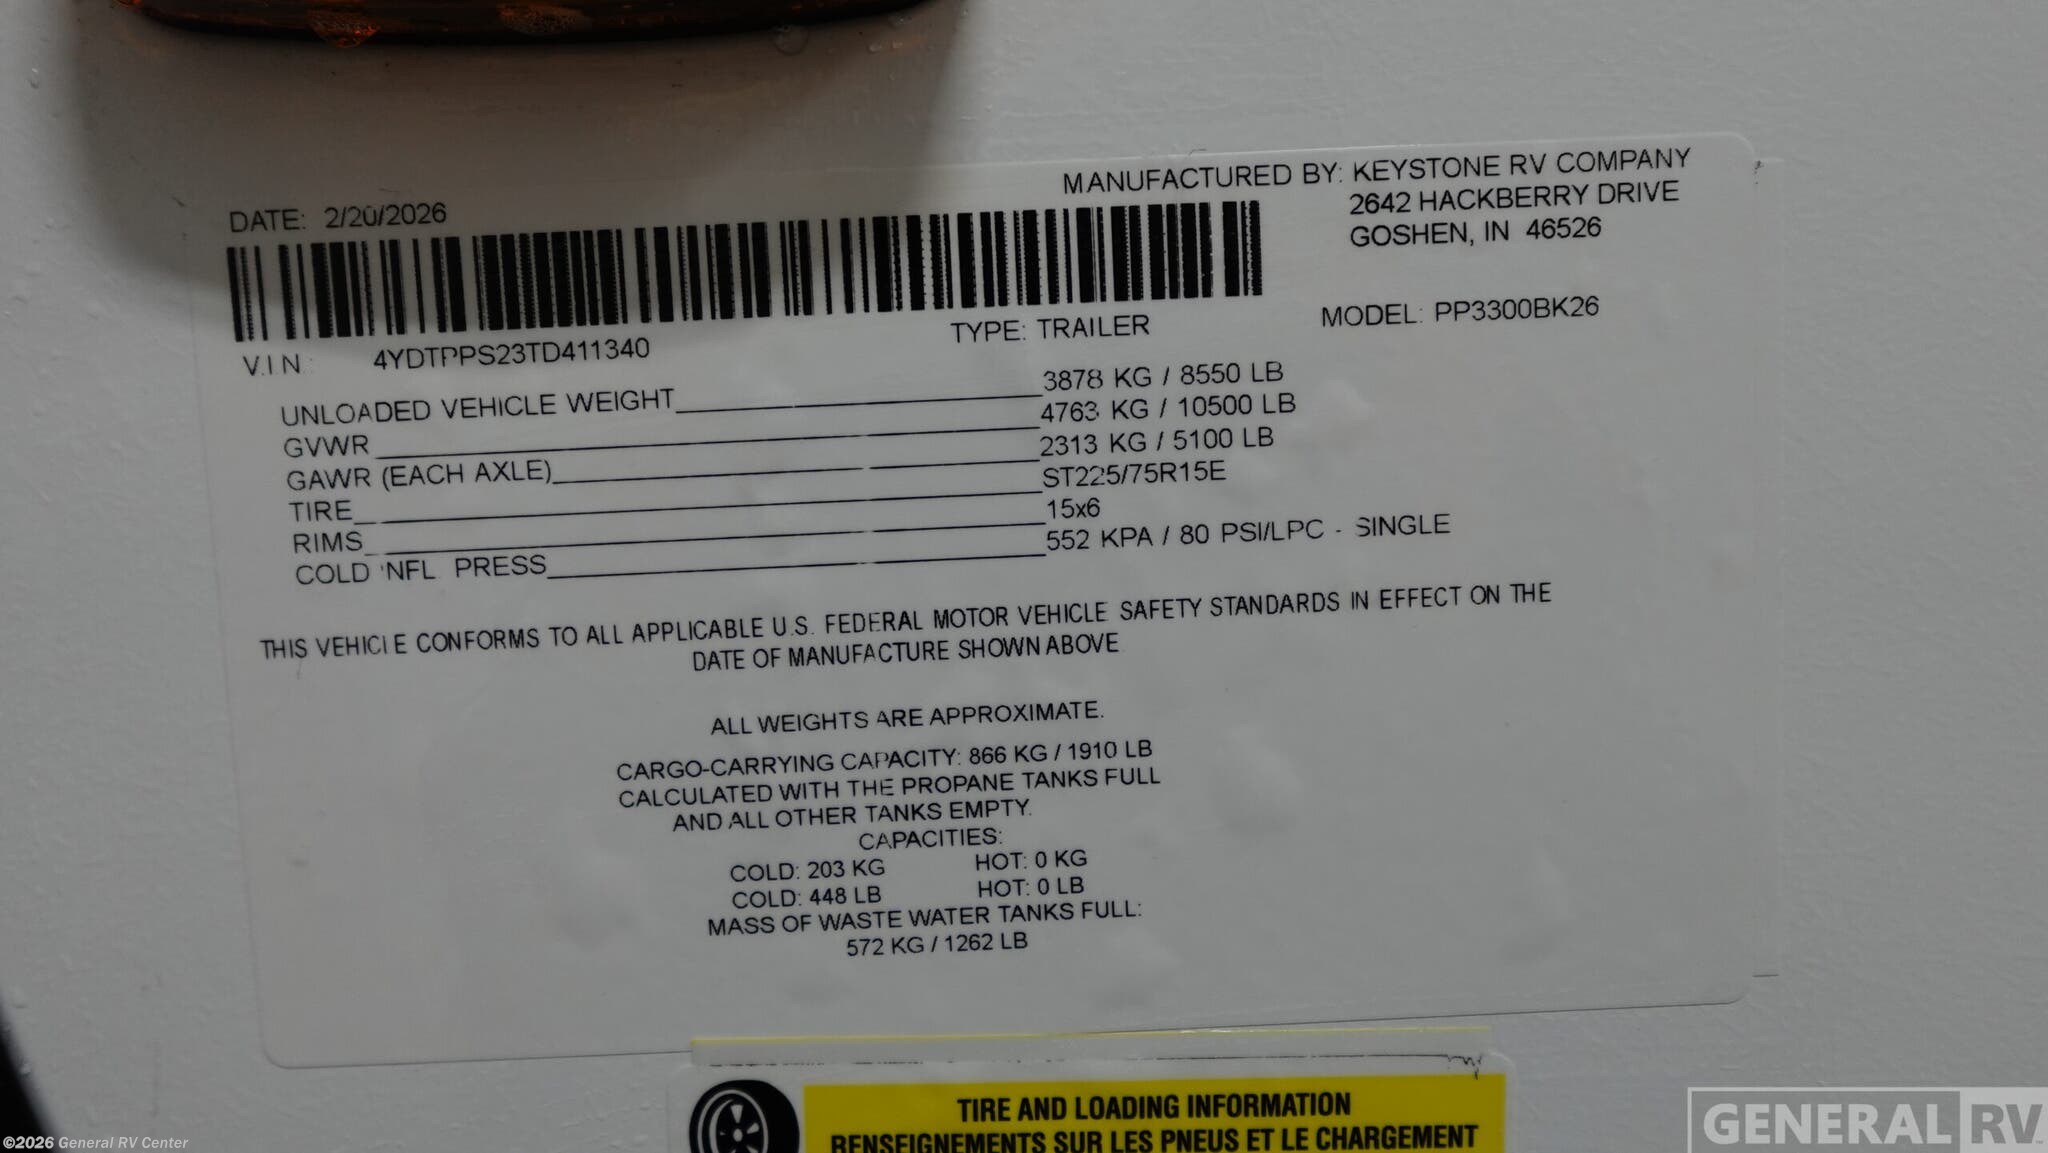 MANUFACTURED BY: KEYSTONE RV COMPANY
2642 HACKBERRY DRIVE
GOSHEN, IN 46526
DATE: 2/20/2026
V.I N : 4YDTPPS23TD411340
TYPE: TRAILER
MODEL: PP3300BK26
UNLOADED VEHICLE WEIGHT 3878 KG / 8550 LB
GVWR 4763 KG / 10500 LB
GAWR (EACH AXLE) 2313 KG / 5100 LB
TIRE ST225/75R15E
RIMS 15x6
COLD INFL PRESS 552 KPA / 80 PSI/LPC - SINGLE
THIS VEHICLE CONFORMS TO ALL APPLICABLE U.S. FEDERAL MOTOR VEHICLE SAFETY STANDARDS IN EFFECT ON THE
DATE OF MANUFACTURE SHOWN ABOVE
ALL WEIGHTS ARE APPROXIMATE.
CARGO-CARRYING CAPACITY: 866 KG / 1910 LB
CALCULATED WITH THE PROPANE TANKS FULL
AND ALL OTHER TANKS EMPTY.
CAPACITIES:
COLD: 203 KG HOT: 0 KG
COLD: 448 LB HOT: 0 LB
MASS OF WASTE WATER TANKS FULL:
572 KG / 1262 LB
TIRE AND LOADING INFORMATION
RENSEIGNEMENTS SUR LES PNEUS ET LE CHARGEMENT
©2026 General RV Center
GENERAL RV